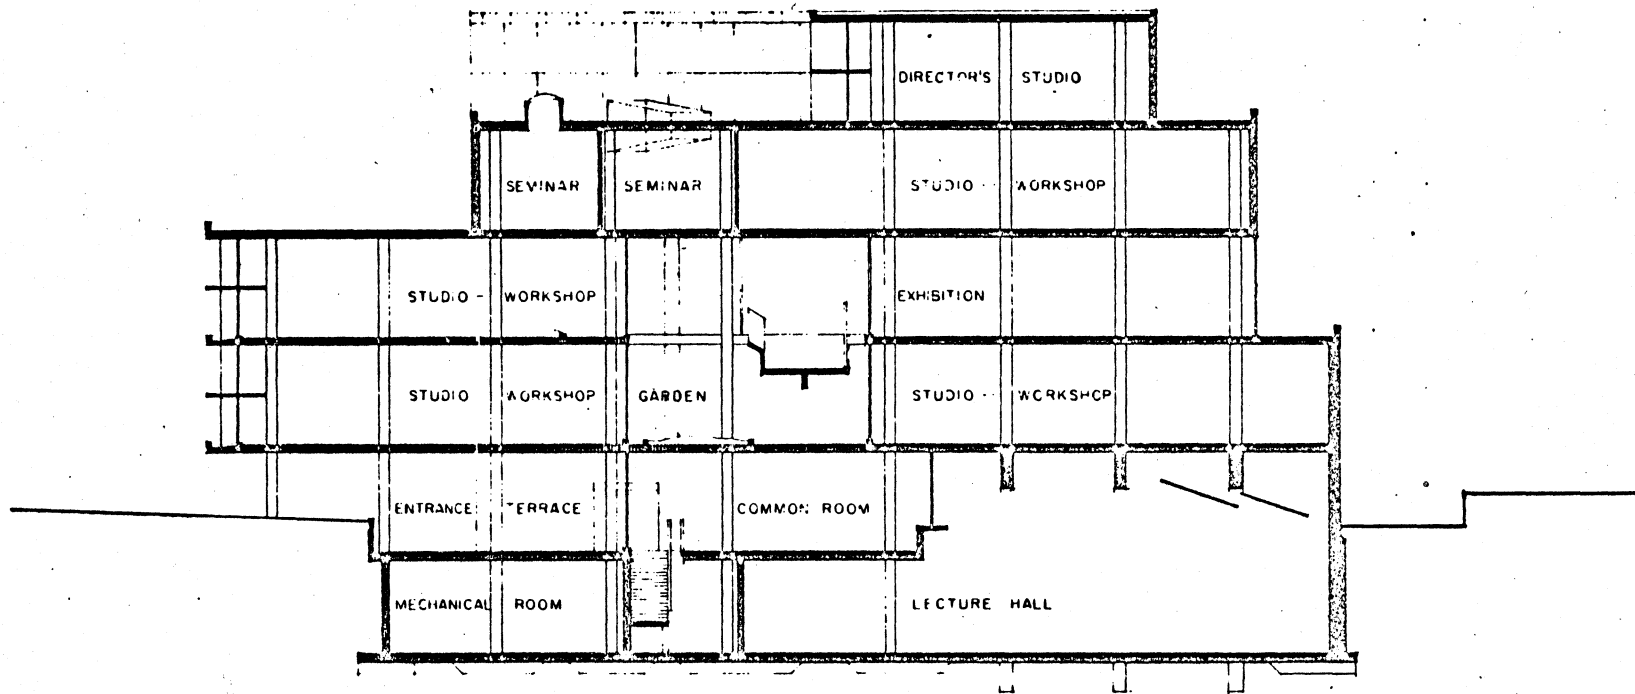 DIRECTOR'S STUDIO
SEMINAR SEMINAR STUDIO - WORKSHOP
STUDIO - WORKSHOP EXHIBITION
STUDIO WORKSHOP GARDEN STUDIO - WORKSHOP
ENTRANCE TERRACE COMMON ROOM
MECHANICAL ROOM LECTURE HALL